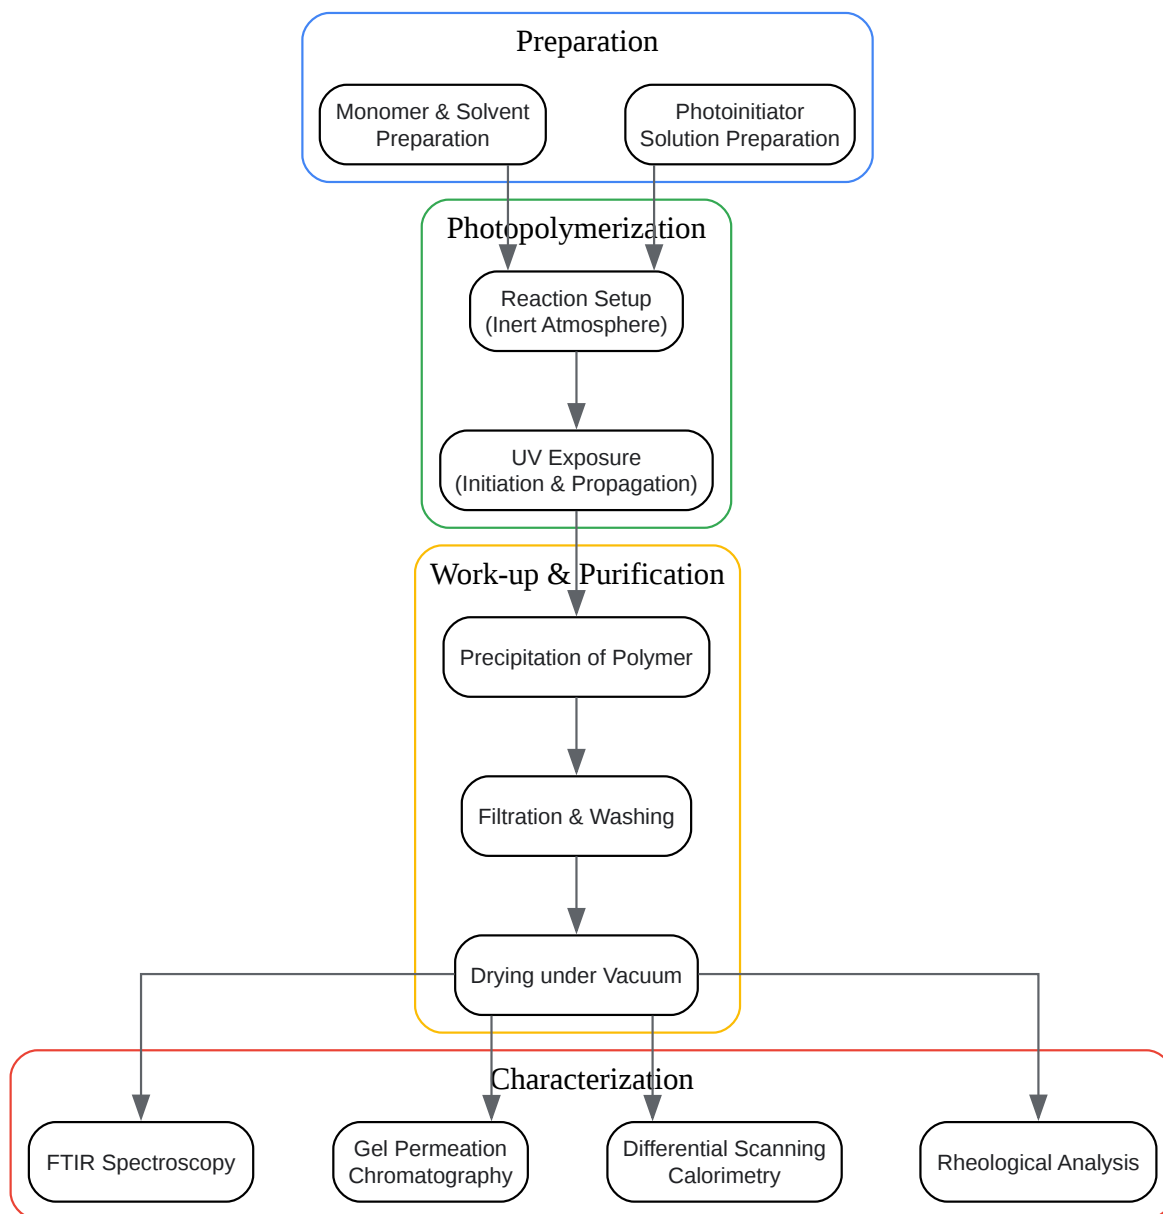 Preparation
Monomer & Solvent
Preparation
Photoinitiator
Solution Preparation
Photopolymerization
Reaction Setup
(Inert Atmosphere)
UV Exposure
(Initiation & Propagation)
Work-up & Purification
Precipitation of Polymer
Filtration & Washing
Drying under Vacuum
Characterization
FTIR Spectroscopy
Gel Permeation
Chromatography
Differential Scanning
Calorimetry
Rheological Analysis